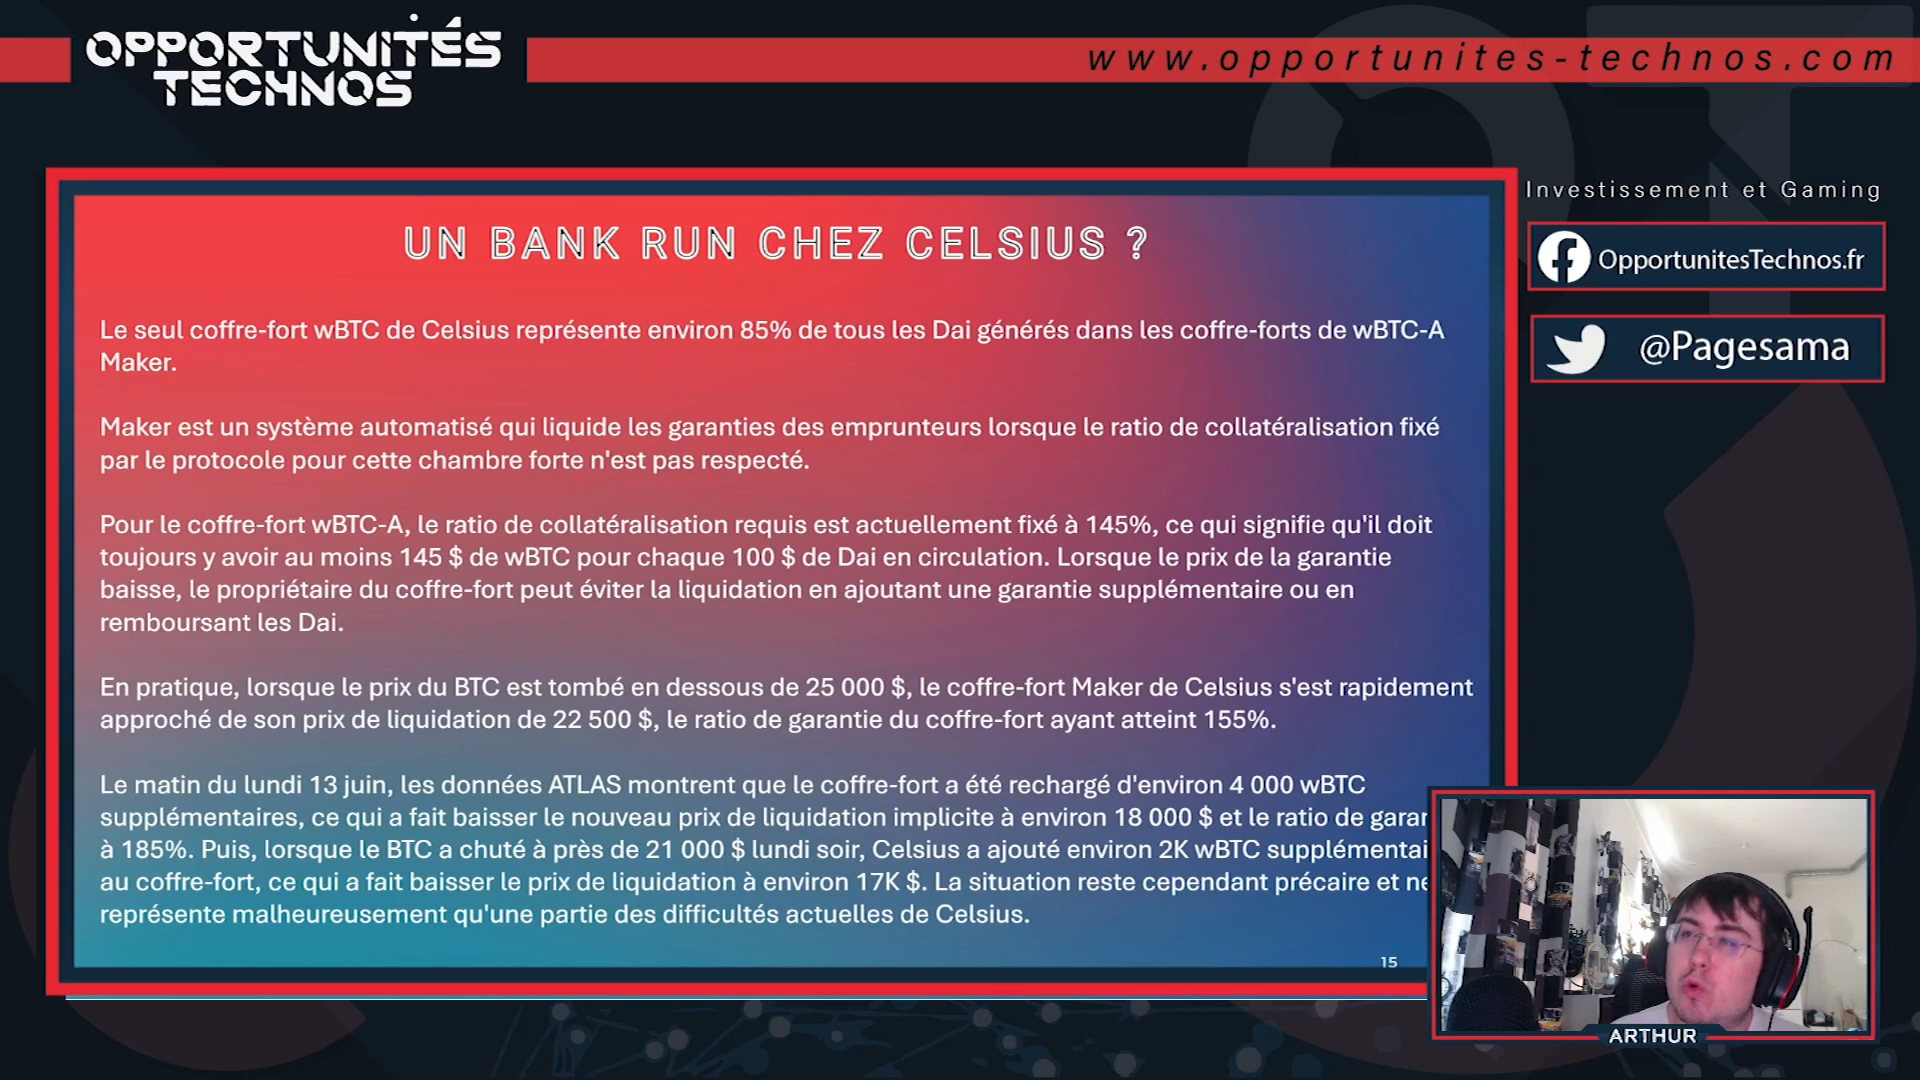 OPPORTUNITÉS
TECHNOS
www.opportunites-technos.com
Investissement et Gaming
OpportunitesTechnos.fr
@Pagesama
UN BANK RUN CHEZ CELSIUS ?
Le seul coffre-fort wBTC de Celsius représente environ 85% de tous les Dai générés dans les coffre-forts de wBTC-A
Maker.
Maker est un système automatisé qui liquide les garanties des emprunteurs lorsque le ratio de collatéralisation fixé
par le protocole pour cette chambre forte n'est pas respecté.
Pour le coffre-fort wBTC-A, le ratio de collatéralisation requis est actuellement fixé à 145%, ce qui signifie qu'il doit
toujours y avoir au moins 145 $ de wBTC pour chaque 100 $ de Dai en circulation. Lorsque le prix de la garantie
baisse, le propriétaire du coffre-fort peut éviter la liquidation en ajoutant une garantie supplémentaire ou en
remboursant les Dai.
En pratique, lorsque le prix du BTC est tombé en dessous de 25 000 $, le coffre-fort Maker de Celsius s'est rapidement
approché de son prix de liquidation de 22 500 $, le ratio de garantie du coffre-fort ayant atteint 155%.
Le matin du lundi 13 juin, les données ATLAS montrent que le coffre-fort a été rechargé d'environ 4 000 wBTC
supplémentaires, ce qui a fait baisser le nouveau prix de liquidation implicite à environ 18 000 $ et le ratio de garan
à 185%. Puis, lorsque le BTC a chuté à près de 21 000 $ lundi soir, Celsius a ajouté environ 2K wBTC supplémentai
au coffre-fort, ce qui a fait baisser le prix de liquidation à environ 17K $. La situation reste cependant précaire et ne
représente malheureusement qu'une partie des difficultés actuelles de Celsius.
15
ARTHUR